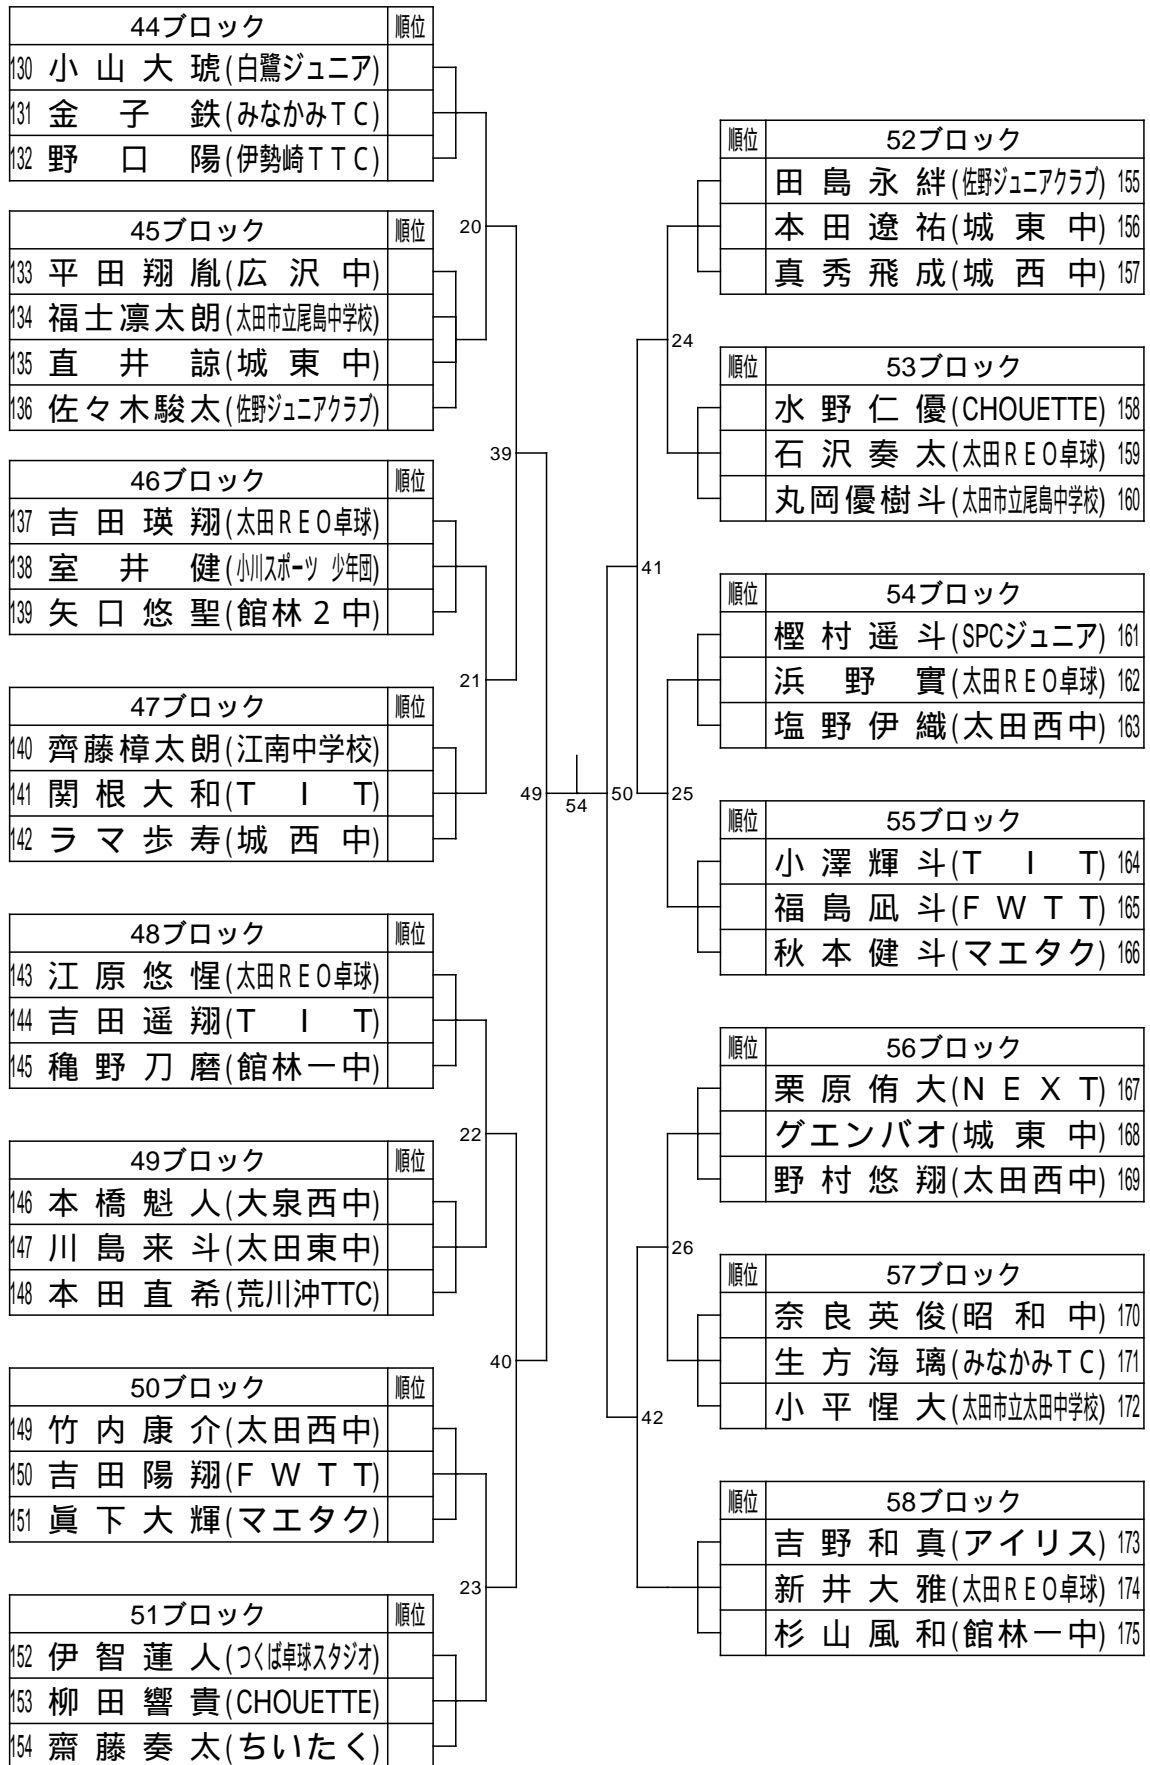 44ブロック 順位
130 小山大琥(白鷺ジュニア)
131 金子鉄(みなかみTC)
132 野口陽(伊勢崎TTC)
45ブロック 順位
133 平田翔胤(広沢中)
134 福士凛太朗(太田市立尾島中学校)
135 直井諒(城東中)
136 佐々木駿太(佐野ジュニアクラブ)
46ブロック 順位
137 吉田瑛翔(太田REO卓球)
138 室井健(小川スポーツ 少年団)
139 矢口悠聖(館林2中)
47ブロック 順位
140 齊藤樟太朗(江南中学校)
141 関根大和(TIT)
142 ラマ歩寿(城西中)
48ブロック 順位
143 江原悠惺(太田REO卓球)
144 吉田遥翔(TIT)
145 穐野刀磨(館林一中)
49ブロック 順位
146 本橋魁人(大泉西中)
147 川島来斗(太田東中)
148 本田直希(荒川沖TTC)
50ブロック 順位
149 竹内康介(太田西中)
150 吉田陽翔(FWTT)
151 眞下大輝(マエタク)
51ブロック 順位
152 伊智蓮人(つくば卓球スタジオ)
153 柳田響貴(CHOUETTE)
154 齋藤奏太(ちいたく)
20
39
21
49
54
22
40
23
50
24
41
25
26
42
順位 52ブロック
田島永絆(佐野ジュニアクラブ) 155
本田遼祐(城東中) 156
真秀飛成(城西中) 157
順位 53ブロック
水野仁優(CHOUETTE) 158
石沢奏太(太田REO卓球) 159
丸岡優樹斗(太田市立尾島中学校) 160
順位 54ブロック
樫村遥斗(SPCジュニア) 161
浜野實(太田REO卓球) 162
塩野伊織(太田西中) 163
順位 55ブロック
小澤輝斗(TIT) 164
福島凪斗(FWTT) 165
秋本健斗(マエタク) 166
順位 56ブロック
栗原侑大(NEXT) 167
グエンバオ(城東中) 168
野村悠翔(太田西中) 169
順位 57ブロック
奈良英俊(昭和中) 170
生方海璃(みなかみTC) 171
小平惺大(太田市立太田中学校) 172
順位 58ブロック
吉野和真(アイリス) 173
新井大雅(太田REO卓球) 174
杉山風和(館林一中) 175